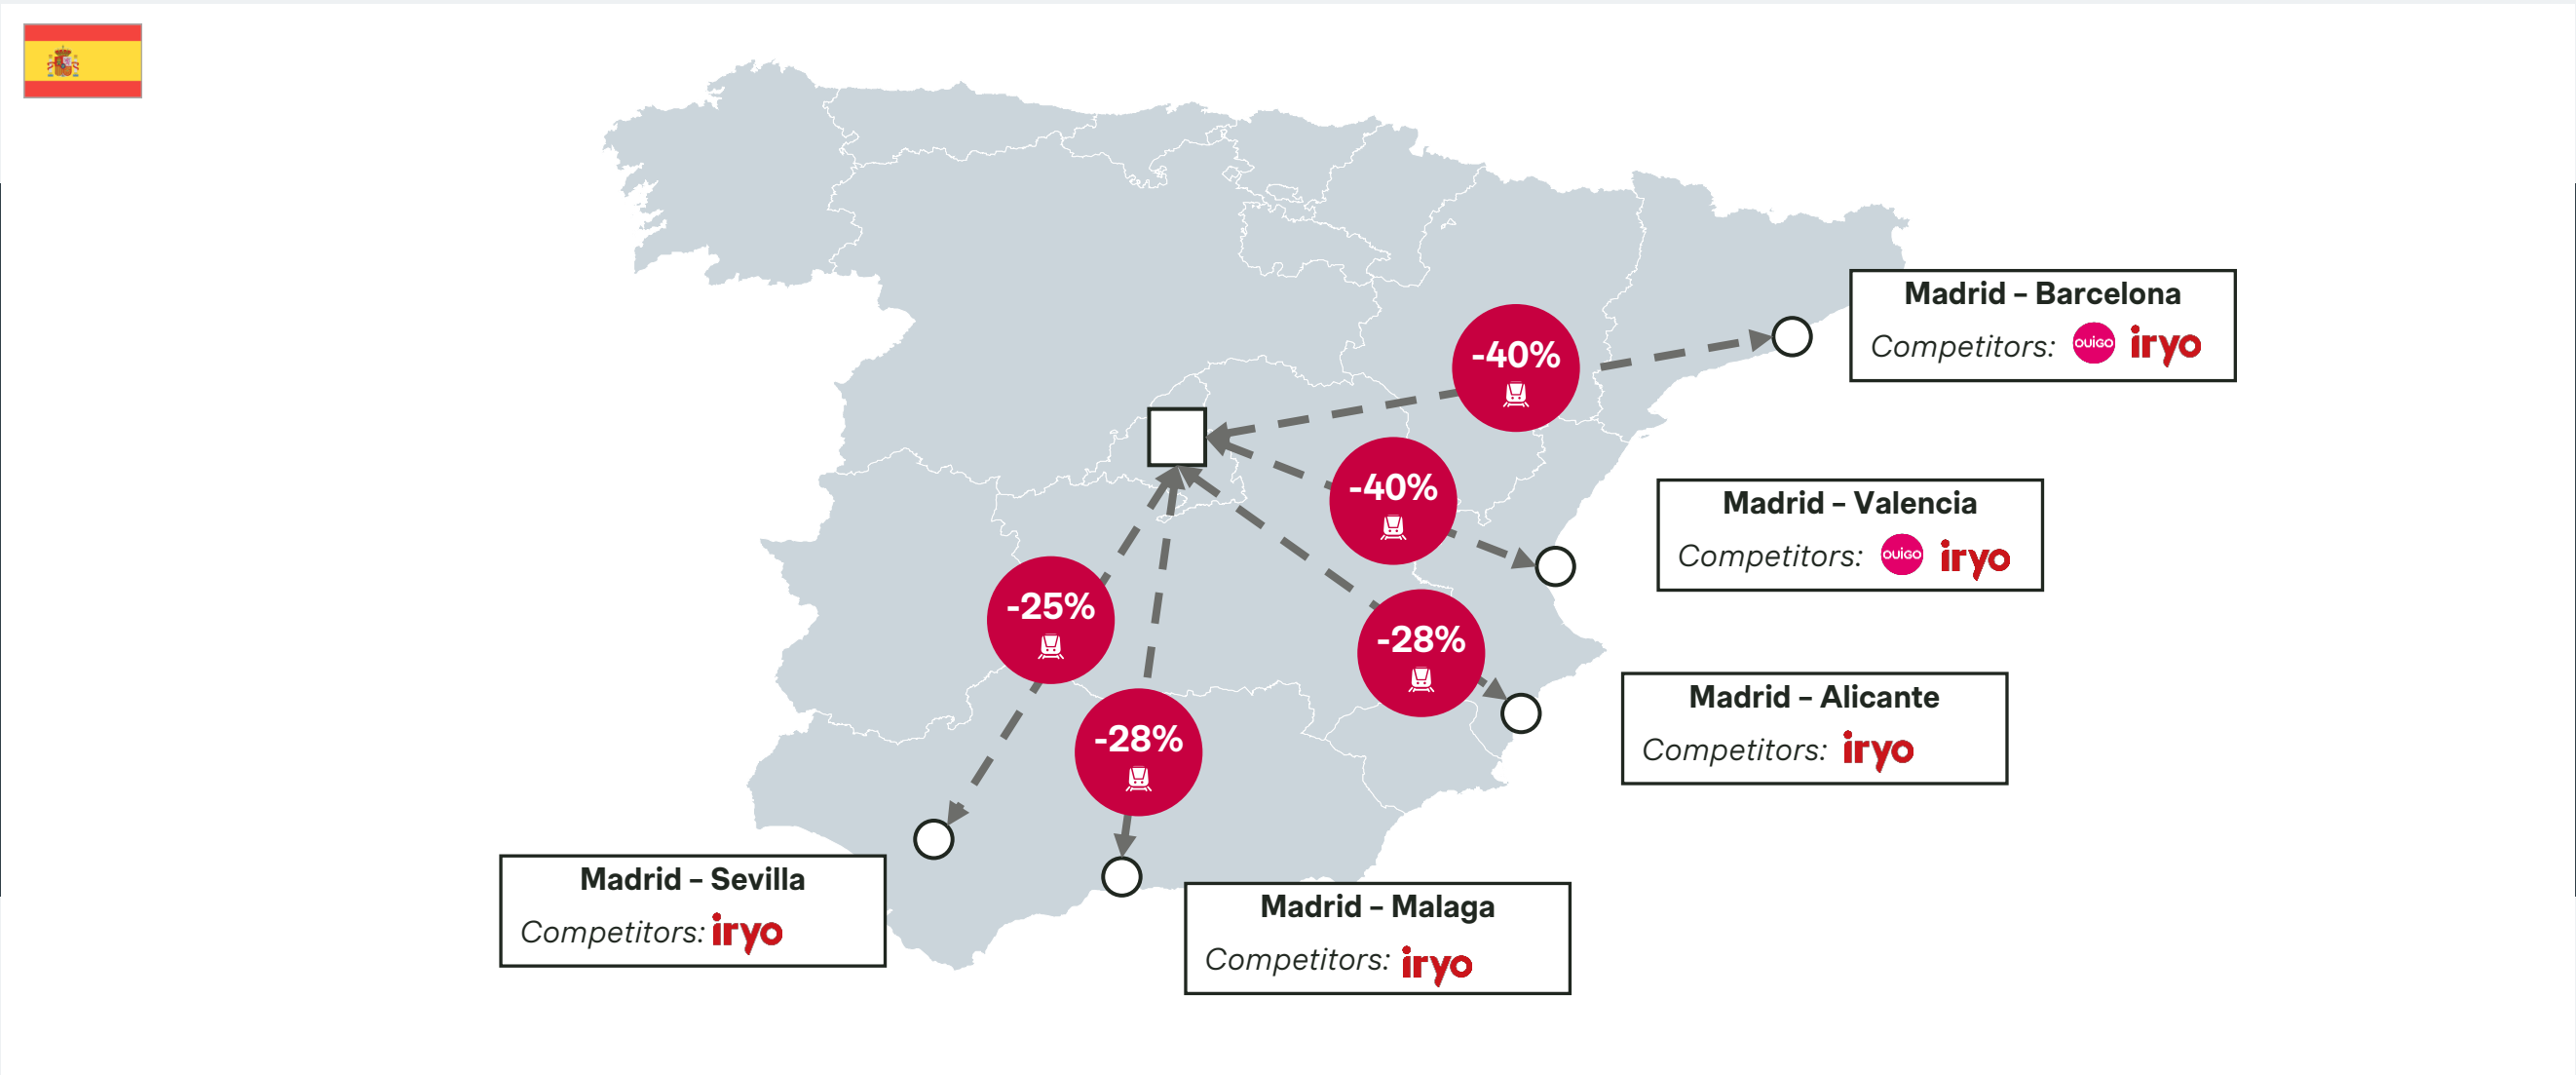 Madrid – Barcelona
Competitors: OUIGO iryo
-40%
-40%
Madrid – Valencia
Competitors: OUIGO iryo
-25%
-28%
Madrid – Alicante
Competitors: iryo
-28%
Madrid – Sevilla
Competitors: iryo
Madrid – Malaga
Competitors: iryo